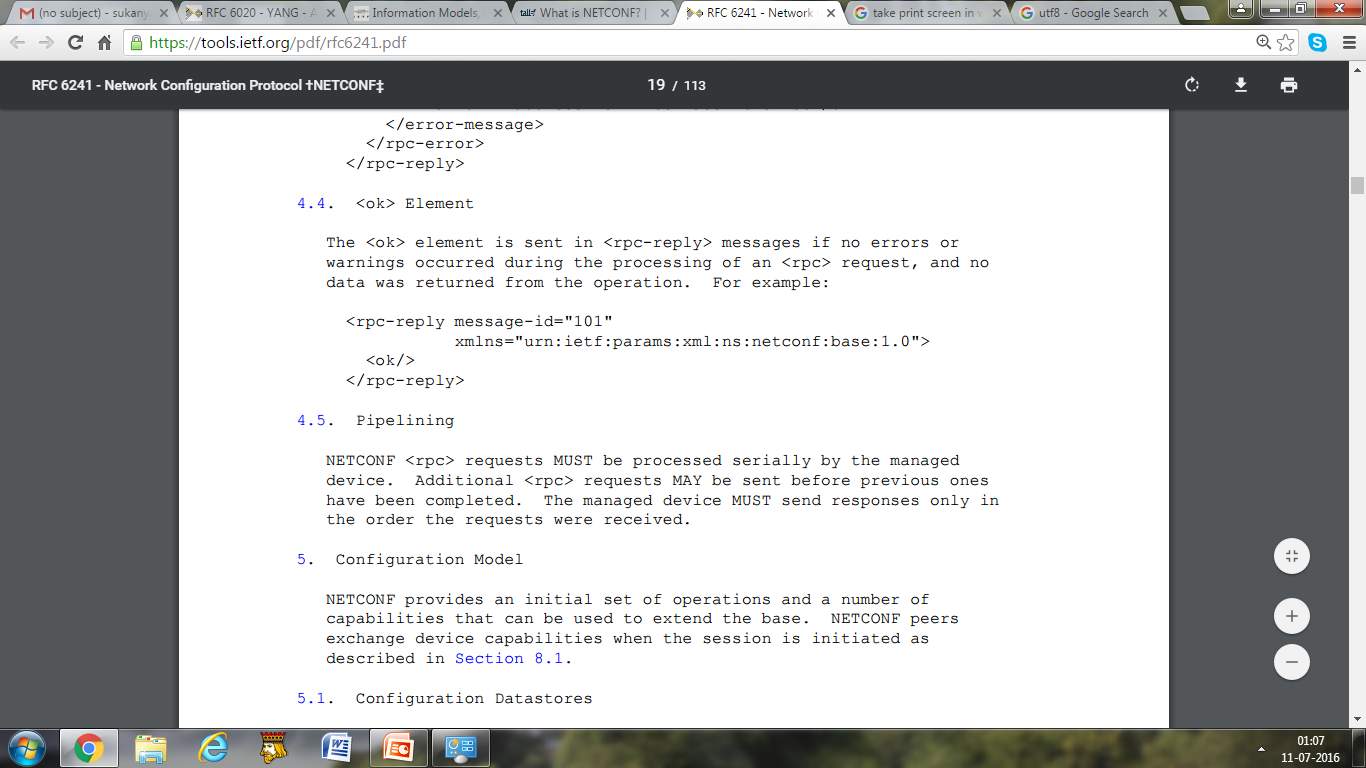 (no subject) - sukany
RFC 6020 - YANG - A
Information Models,
What is NETCONF? |
RFC 6241 - Network
take print screen in w
utf8 - Google Search
https://tools.ietf.org/pdf/rfc6241.pdf
RFC 6241 - Network Configuration Protocol †NETCONF‡
19 / 113
</error-message>
</rpc-error>
</rpc-reply>
4.4. <ok> Element
The <ok> element is sent in <rpc-reply> messages if no errors or
warnings occurred during the processing of an <rpc> request, and no
data was returned from the operation. For example:
<rpc-reply message-id="101"
xmlns="urn:ietf:params:xml:ns:netconf:base:1.0">
<ok/>
</rpc-reply>
4.5. Pipelining
NETCONF <rpc> requests MUST be processed serially by the managed
device. Additional <rpc> requests MAY be sent before previous ones
have been completed. The managed device MUST send responses only in
the order the requests were received.
5. Configuration Model
NETCONF provides an initial set of operations and a number of
capabilities that can be used to extend the base. NETCONF peers
exchange device capabilities when the session is initiated as
described in Section 8.1.
5.1. Configuration Datastores
01:07
11-07-2016